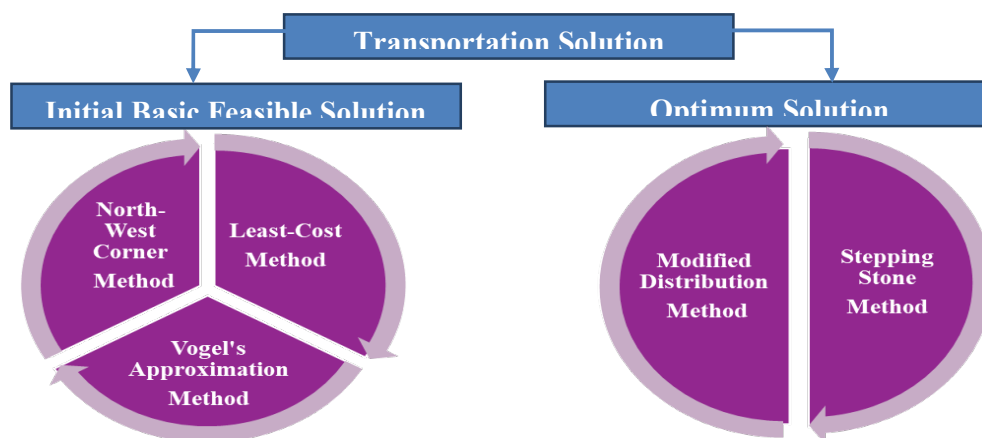 Transportation Solution
Initial Basic Feasible Solution
Optimum Solution
North-
West
Corner
Method
Least-Cost
Method
Vogel's
Approximation
Method
Modified
Distribution
Method
Stepping
Stone
Method